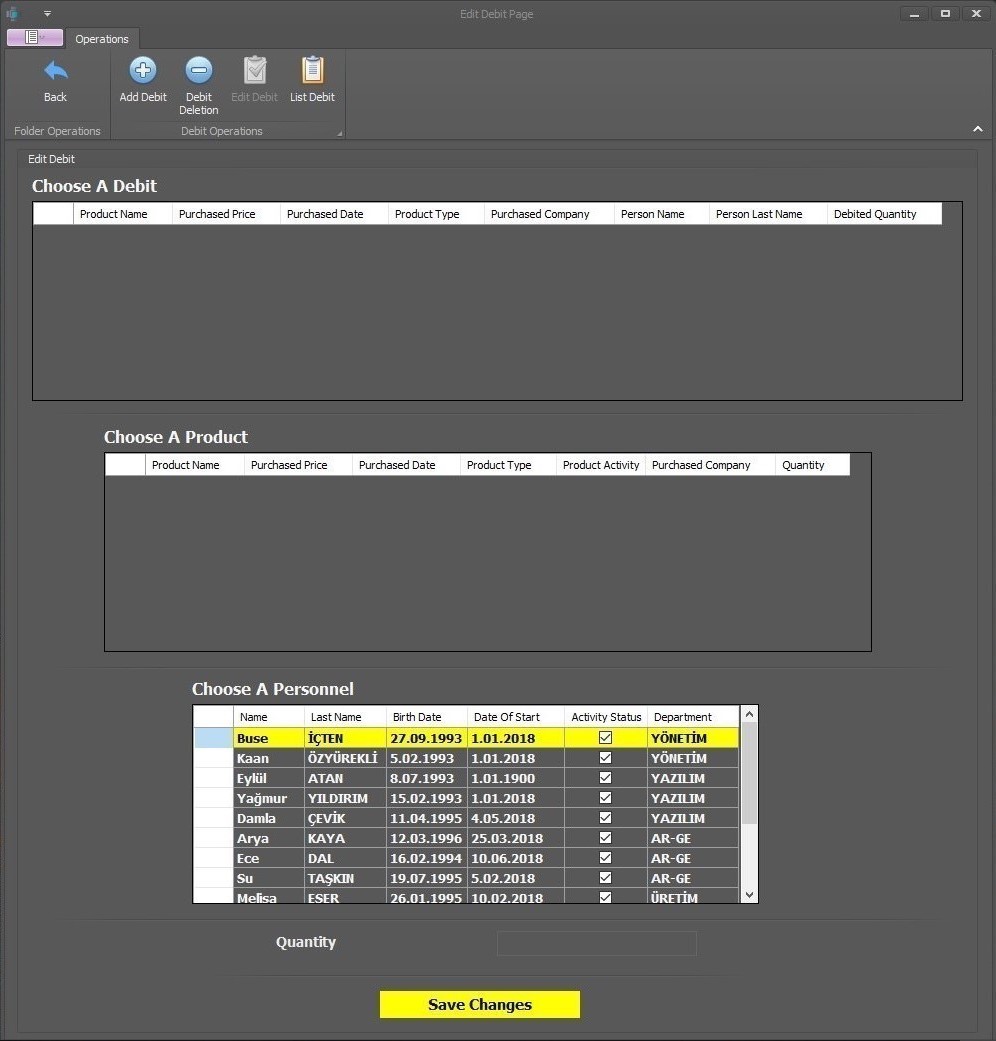 Edit Debit Page
Operations
Back
Add Debit
Debit Deletion
Edit Debit
List Debit
Folder Operations
Debit Operations
Edit Debit
Choose A Debit
Product Name Purchased Price Purchased Date Product Type Purchased Company Person Name Person Last Name Debited Quantity
Choose A Product
Product Name Purchased Price Purchased Date Product Type Product Activity Purchased Company Quantity
Choose A Personnel
Name Last Name Birth Date Date Of Start Activity Status Department
Buse İÇTEN 27.09.1993 1.01.2018 YÖNETİM
Kaan ÖZYÜREKLİ 5.02.1993 1.01.2018 YÖNETİM
Eylül ATAN 8.07.1993 1.01.1900 YAZILIM
Yağmur YILDIRIM 15.02.1993 1.01.2018 YAZILIM
Damla ÇEVİK 11.04.1995 4.05.2018 YAZILIM
Arya KAYA 12.03.1996 25.03.2018 AR-GE
Ece DAL 16.02.1994 10.06.2018 AR-GE
Su TAŞKIN 19.07.1995 5.02.2018 AR-GE
Melisa ESER 26.01.1995 10.02.2018 ÜRETİM
Quantity
Save Changes